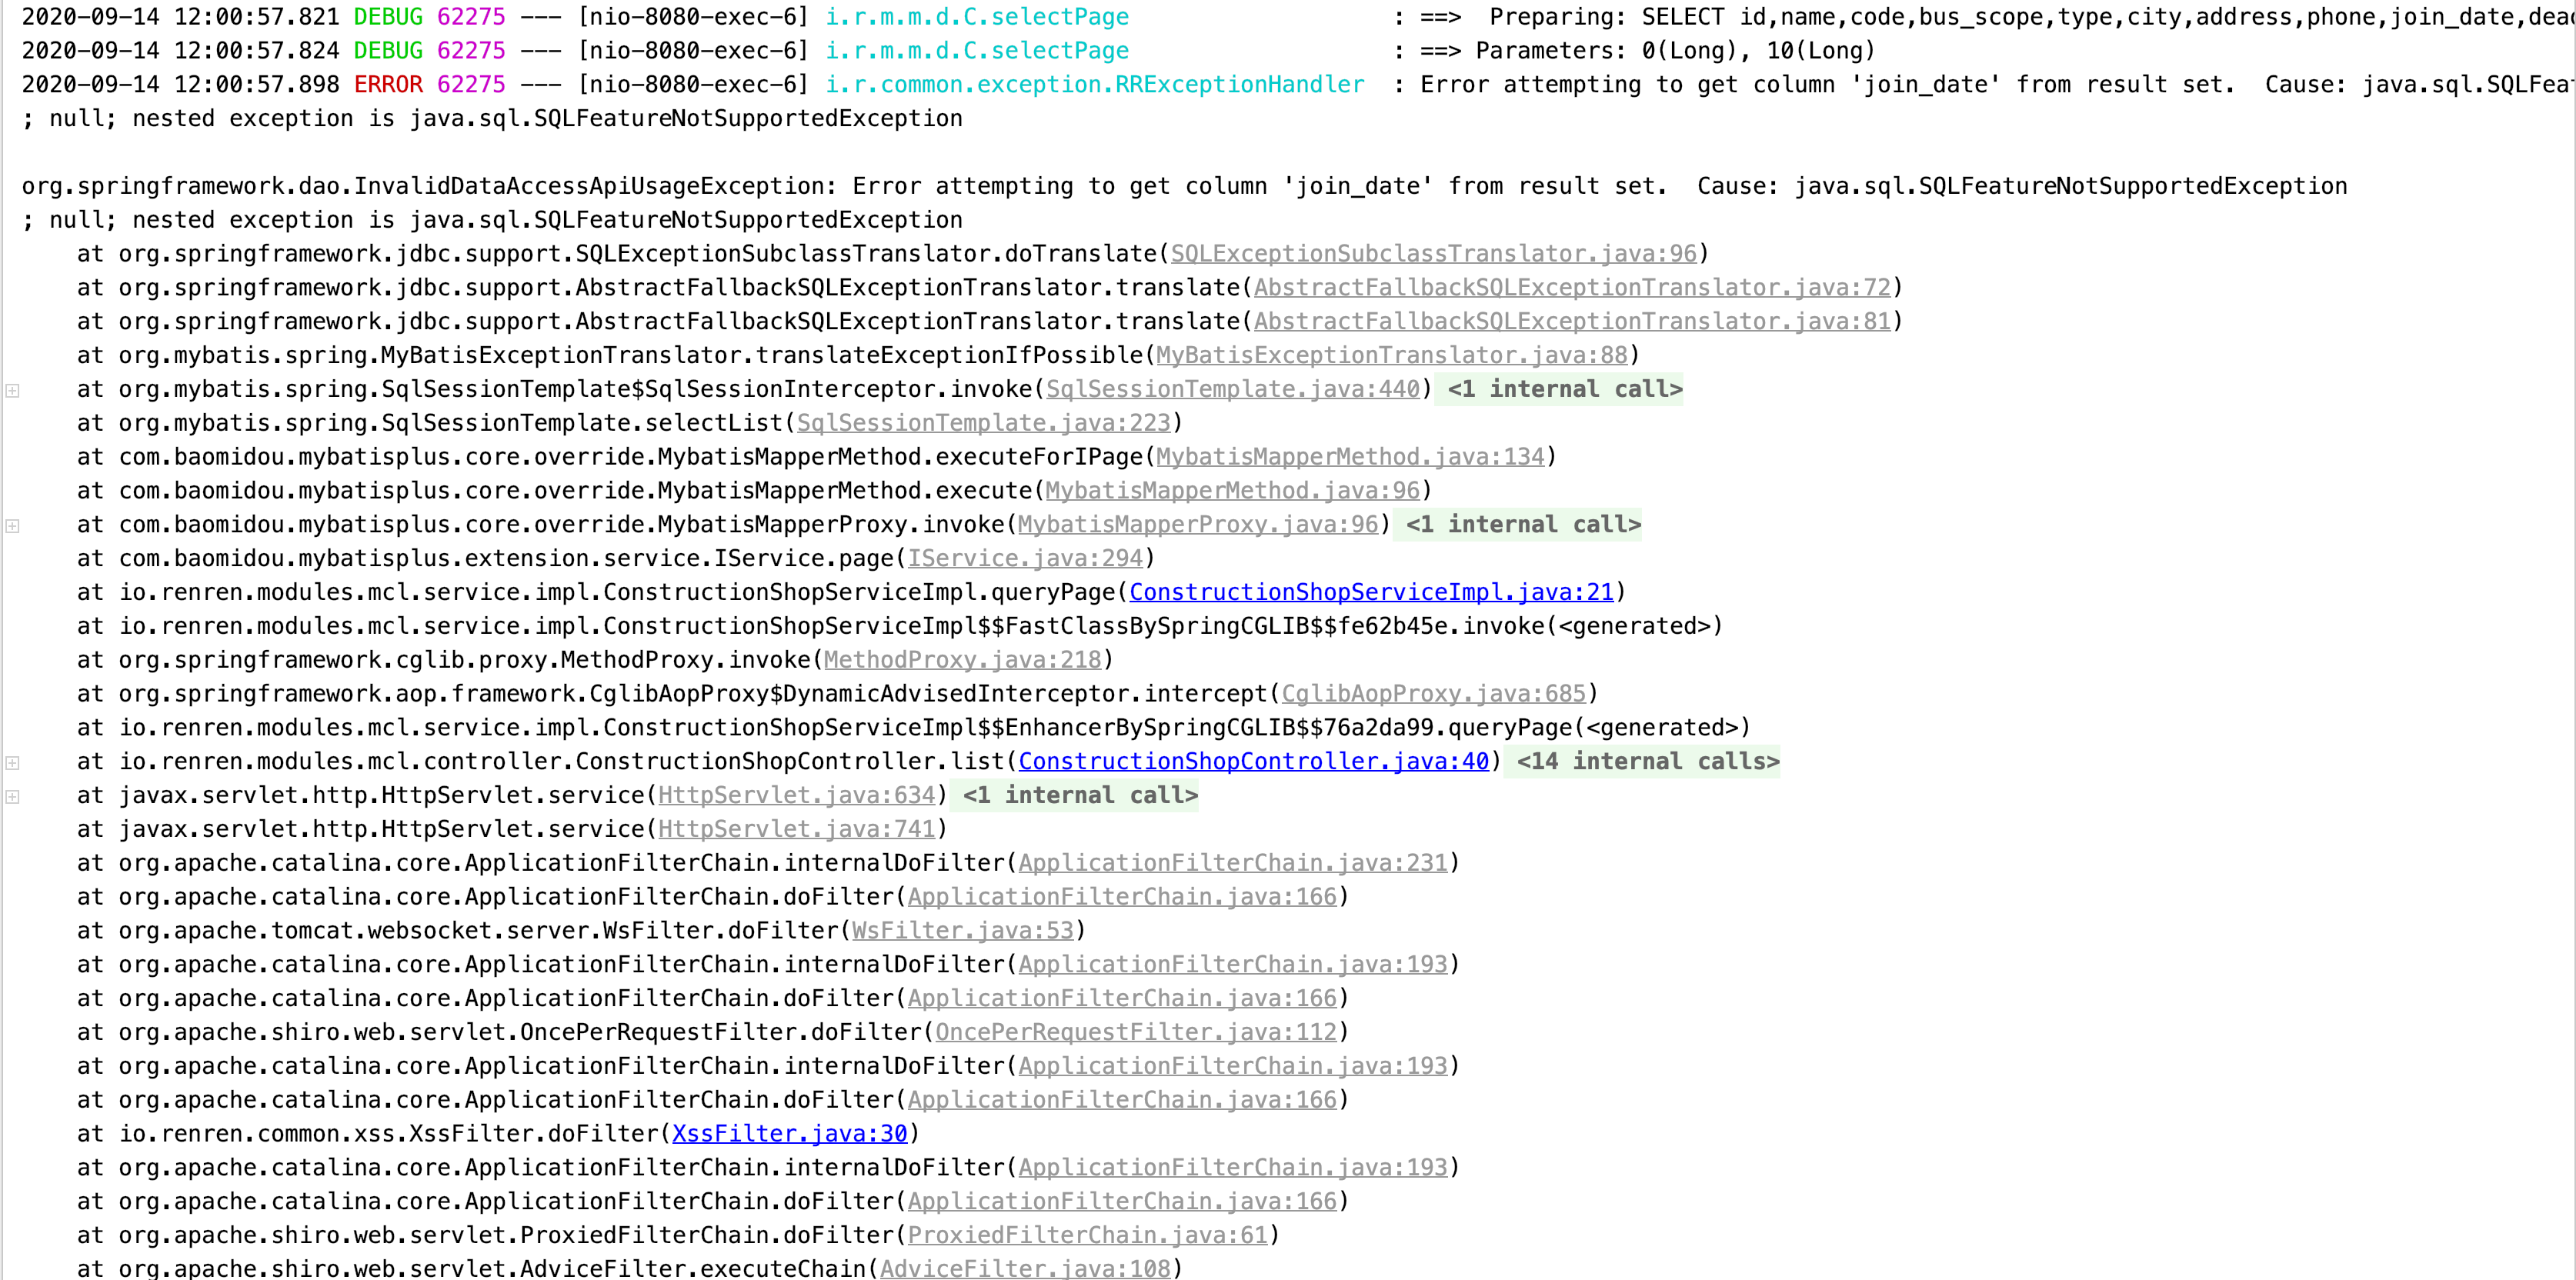 2020-09-14 12:00:57.821 DEBUG 62275 --- [nio-8080-exec-6] i.r.m.m.d.C.selectPage                   : ==>  Preparing: SELECT id,name,code,bus_scope,type,city,address,phone,join_date,dead
2020-09-14 12:00:57.824 DEBUG 62275 --- [nio-8080-exec-6] i.r.m.m.d.C.selectPage                   : ==> Parameters: 0(Long), 10(Long)
2020-09-14 12:00:57.898 ERROR 62275 --- [nio-8080-exec-6] i.r.common.exception.RRExceptionHandler  : Error attempting to get column 'join_date' from result set.  Cause: java.sql.SQLFeat
; null; nested exception is java.sql.SQLFeatureNotSupportedException
org.springframework.dao.InvalidDataAccessApiUsageException: Error attempting to get column 'join_date' from result set.  Cause: java.sql.SQLFeatureNotSupportedException
; null; nested exception is java.sql.SQLFeatureNotSupportedException
at org.springframework.jdbc.support.SQLExceptionSubclassTranslator.doTranslate(SQLExceptionSubclassTranslator.java:96)
at org.springframework.jdbc.support.AbstractFallbackSQLExceptionTranslator.translate(AbstractFallbackSQLExceptionTranslator.java:72)
at org.springframework.jdbc.support.AbstractFallbackSQLExceptionTranslator.translate(AbstractFallbackSQLExceptionTranslator.java:81)
at org.mybatis.spring.MyBatisExceptionTranslator.translateExceptionIfPossible(MyBatisExceptionTranslator.java:88)
at org.mybatis.spring.SqlSessionTemplate$SqlSessionInterceptor.invoke(SqlSessionTemplate.java:440) <1 internal call>
at org.mybatis.spring.SqlSessionTemplate.selectList(SqlSessionTemplate.java:223)
at com.baomidou.mybatisplus.core.override.MybatisMapperMethod.executeForIPage(MybatisMapperMethod.java:134)
at com.baomidou.mybatisplus.core.override.MybatisMapperMethod.execute(MybatisMapperMethod.java:96)
at com.baomidou.mybatisplus.core.override.MybatisMapperProxy.invoke(MybatisMapperProxy.java:96) <1 internal call>
at com.baomidou.mybatisplus.extension.service.IService.page(IService.java:294)
at io.renren.modules.mcl.service.impl.ConstructionShopServiceImpl.queryPage(ConstructionShopServiceImpl.java:21)
at io.renren.modules.mcl.service.impl.ConstructionShopServiceImpl$$FastClassBySpringCGLIB$$fe62b45e.invoke(<generated>)
at org.springframework.cglib.proxy.MethodProxy.invoke(MethodProxy.java:218)
at org.springframework.aop.framework.CglibAopProxy$DynamicAdvisedInterceptor.intercept(CglibAopProxy.java:685)
at io.renren.modules.mcl.service.impl.ConstructionShopServiceImpl$$EnhancerBySpringCGLIB$$76a2da99.queryPage(<generated>)
at io.renren.modules.mcl.controller.ConstructionShopController.list(ConstructionShopController.java:40) <14 internal calls>
at javax.servlet.http.HttpServlet.service(HttpServlet.java:634) <1 internal call>
at javax.servlet.http.HttpServlet.service(HttpServlet.java:741)
at org.apache.catalina.core.ApplicationFilterChain.internalDoFilter(ApplicationFilterChain.java:231)
at org.apache.catalina.core.ApplicationFilterChain.doFilter(ApplicationFilterChain.java:166)
at org.apache.tomcat.websocket.server.WsFilter.doFilter(WsFilter.java:53)
at org.apache.catalina.core.ApplicationFilterChain.internalDoFilter(ApplicationFilterChain.java:193)
at org.apache.catalina.core.ApplicationFilterChain.doFilter(ApplicationFilterChain.java:166)
at org.apache.shiro.web.servlet.OncePerRequestFilter.doFilter(OncePerRequestFilter.java:112)
at org.apache.catalina.core.ApplicationFilterChain.internalDoFilter(ApplicationFilterChain.java:193)
at org.apache.catalina.core.ApplicationFilterChain.doFilter(ApplicationFilterChain.java:166)
at io.renren.common.xss.XssFilter.doFilter(XssFilter.java:30)
at org.apache.catalina.core.ApplicationFilterChain.internalDoFilter(ApplicationFilterChain.java:193)
at org.apache.catalina.core.ApplicationFilterChain.doFilter(ApplicationFilterChain.java:166)
at org.apache.shiro.web.servlet.ProxiedFilterChain.doFilter(ProxiedFilterChain.java:61)
at org.apache.shiro.web.servlet.AdviceFilter.executeChain(AdviceFilter.java:108)